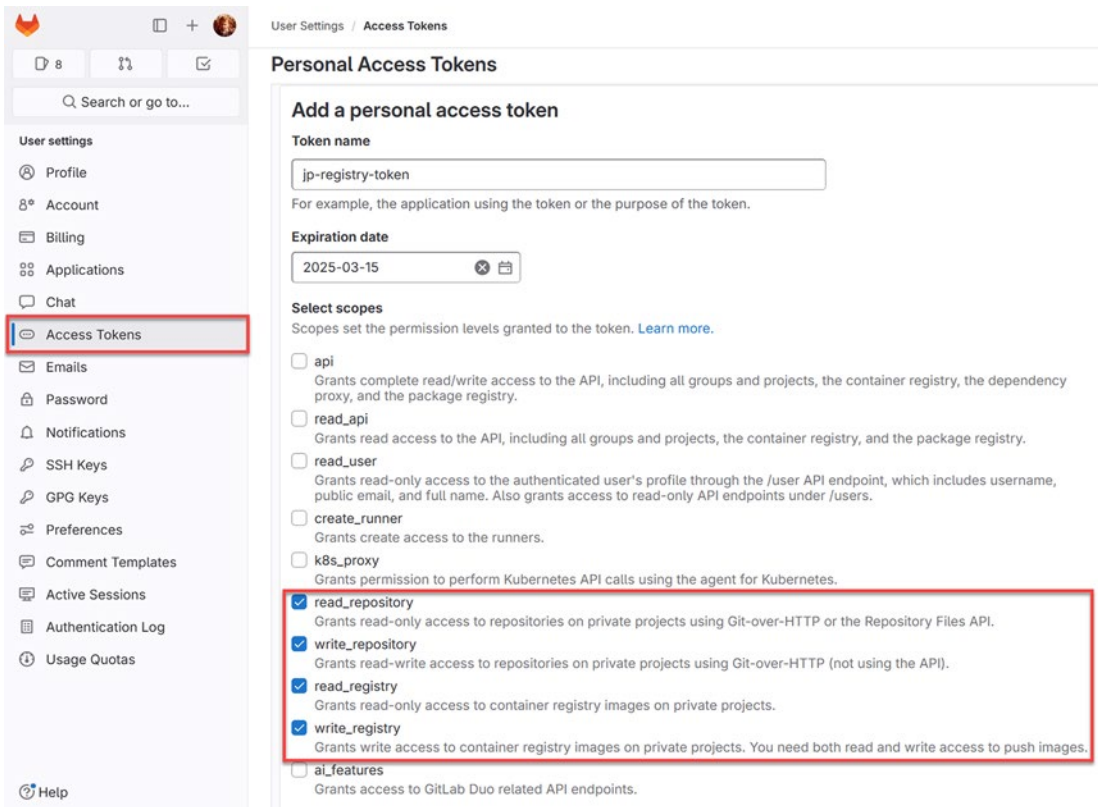 User Settings / Access Tokens
8
Search or go to...
User settings
Profile
Account
Billing
Applications
Chat
Access Tokens
Emails
Password
Notifications
SSH Keys
GPG Keys
Preferences
Comment Templates
Active Sessions
Authentication Log
Usage Quotas
Help
Personal Access Tokens
Add a personal access token
Token name
jp-registry-token
For example, the application using the token or the purpose of the token.
Expiration date
2025-03-15
Select scopes
Scopes set the permission levels granted to the token. Learn more.
api
Grants complete read/write access to the API, including all groups and projects, the container registry, the dependency
proxy, and the package registry.
read_api
Grants read access to the API, including all groups and projects, the container registry, and the package registry.
read_user
Grants read-only access to the authenticated user's profile through the /user API endpoint, which includes username,
public email, and full name. Also grants access to read-only API endpoints under /users.
create_runner
Grants create access to the runners.
k8s_proxy
Grants permission to perform Kubernetes API calls using the agent for Kubernetes.
read_repository
Grants read-only access to repositories on private projects using Git-over-HTTP or the Repository Files API.
write_repository
Grants read-write access to repositories on private projects using Git-over-HTTP (not using the API).
read_registry
Grants read-only access to container registry images on private projects.
write_registry
Grants write access to container registry images on private projects. You need both read and write access to push images.
ai_features
Grants access to GitLab Duo related API endpoints.